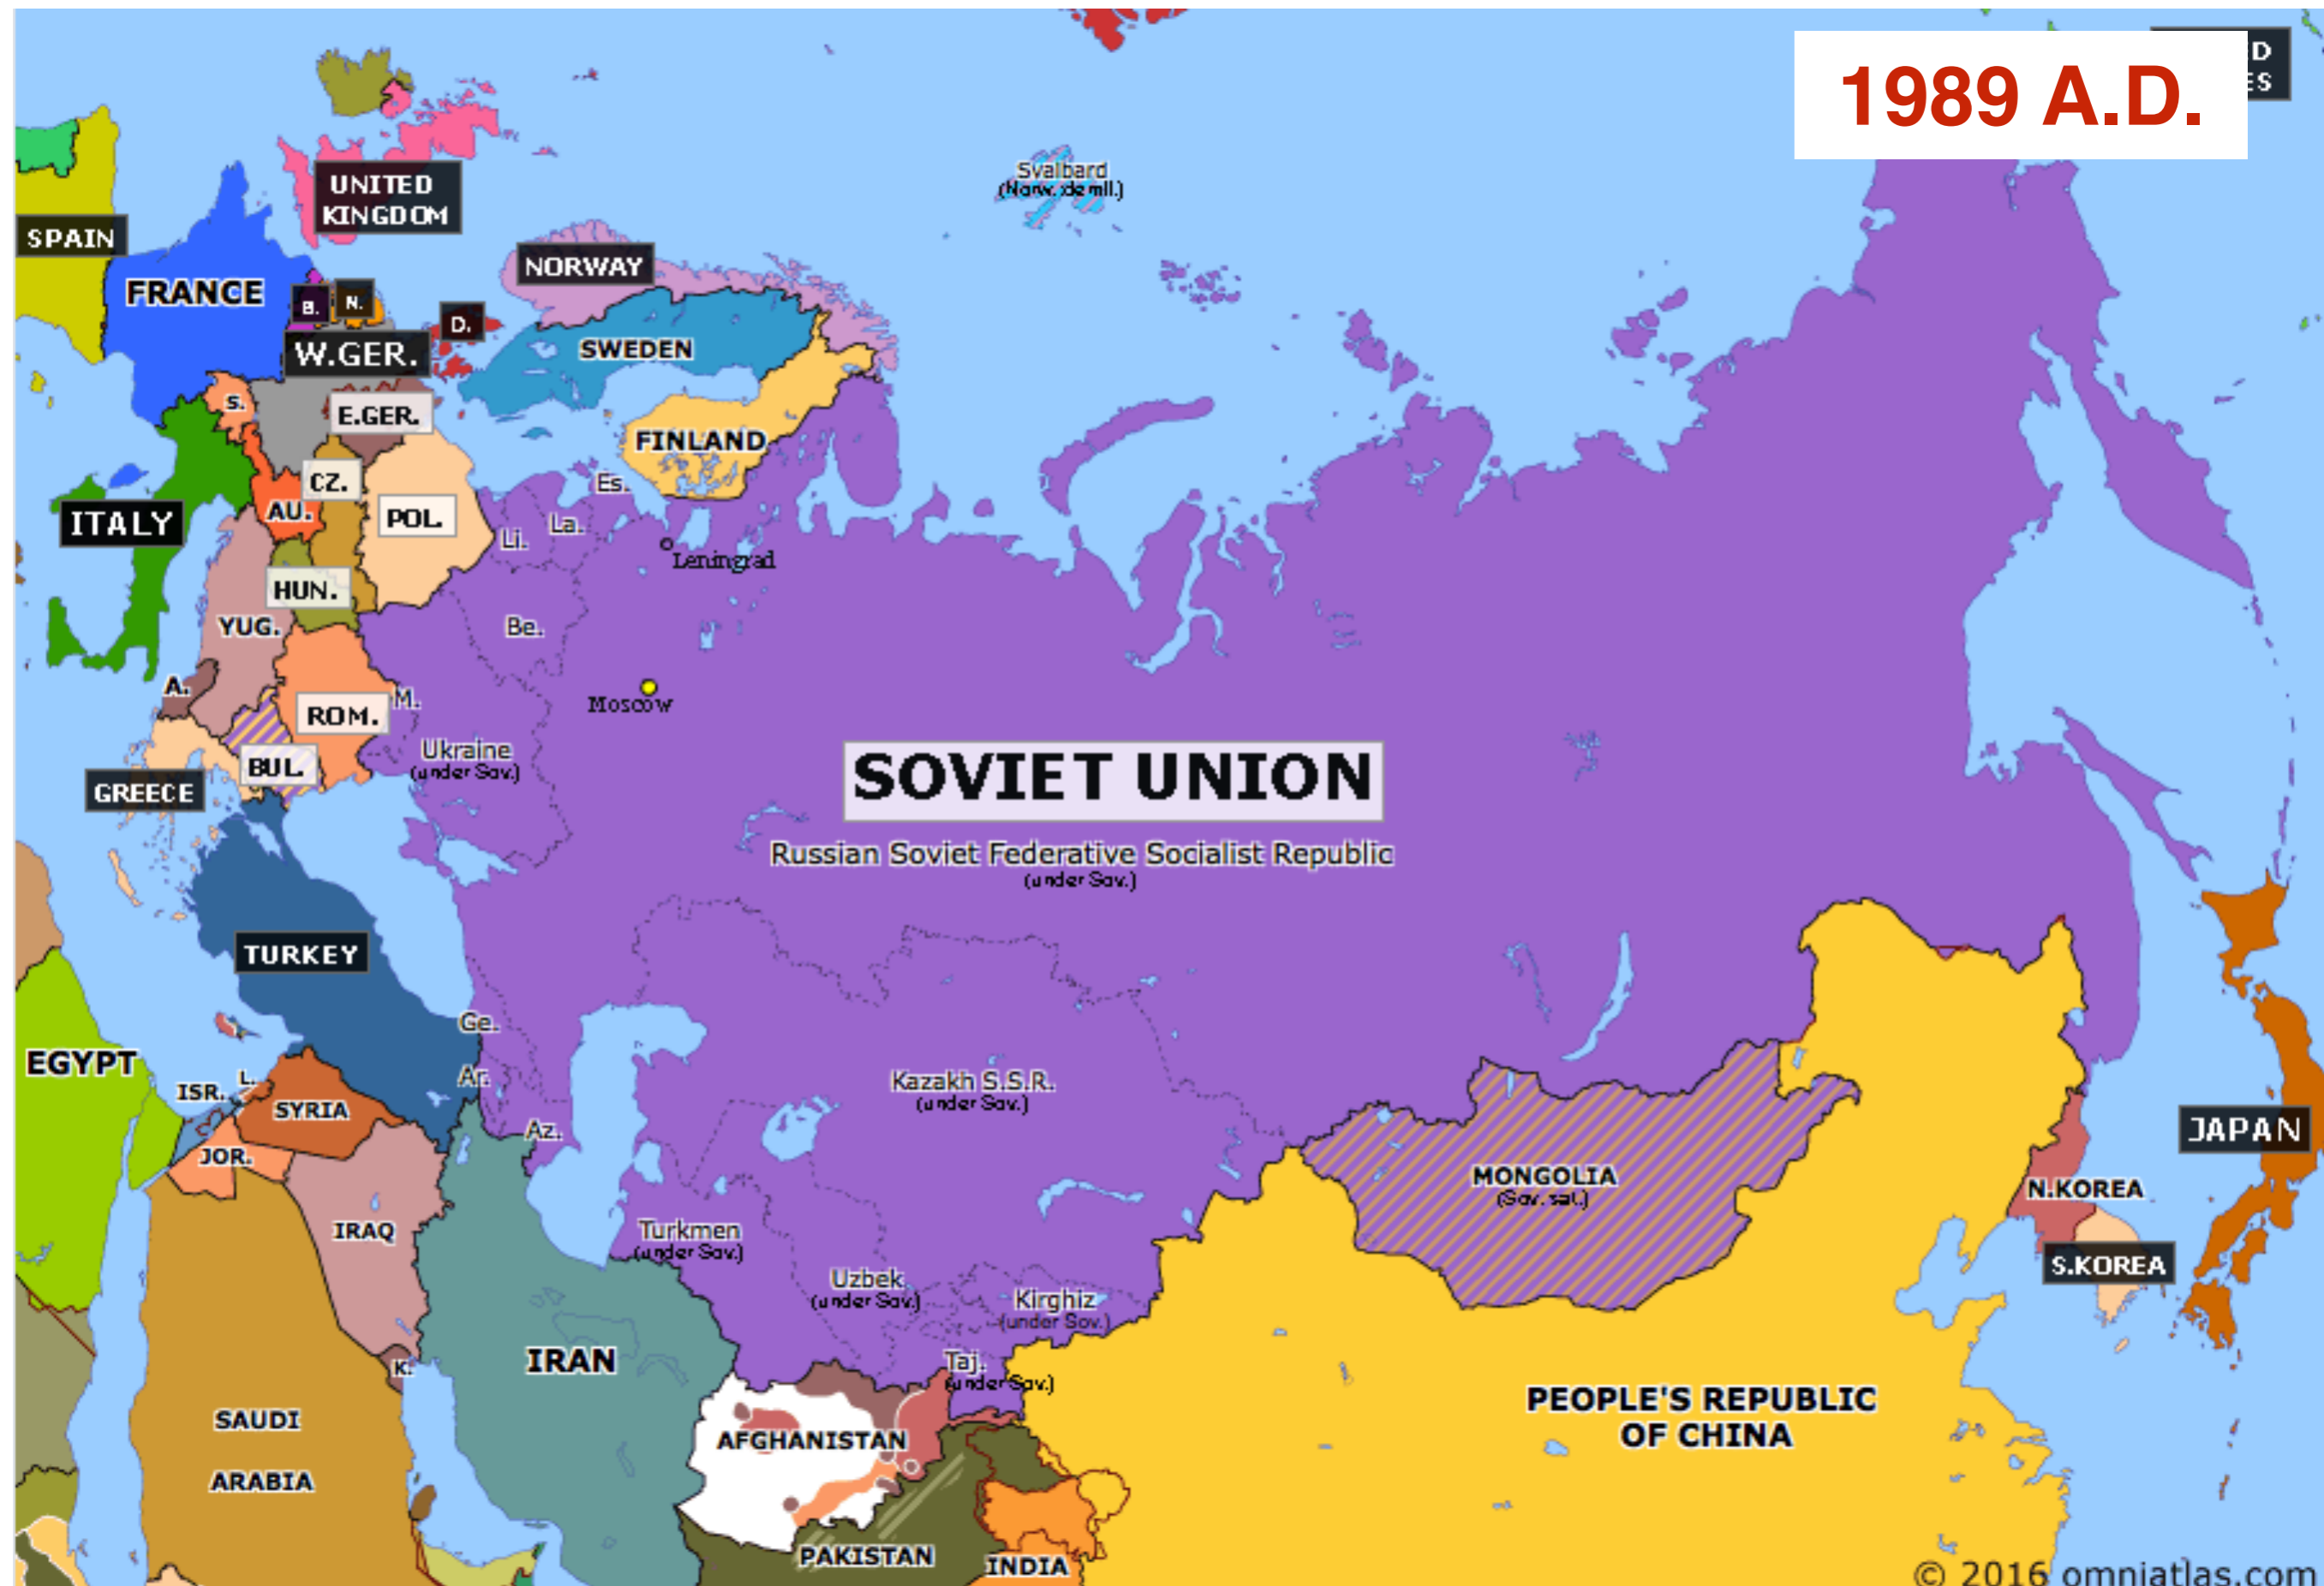 1989 A.D.
D
ES
UNITED
KINGDOM
Svalbard
SPAIN
NORWAY
FRANCE
B.
N.
D.
W.GER.
SWEDEN
S.
E.GER.
FINLAND
CZ.
Es.
ITALY
AU.
POL.
La.
Li.
Leningrad
HUN.
YUG.
Be.
A.
M.
Moscow
ROM.
Ukraine
(under Sov.)
BUL.
GREECE
SOVIET UNION
Russian Soviet Federative Socialist Republic
(under Sov.)
TURKEY
Ge.
EGYPT
Ar.
Kazakh S.S.R.
(under Sov.)
ISR.
L.
SYRIA
Az.
JAPAN
JOR.
MONGOLIA
(Sov. sat.)
N.KOREA
IRAQ
Turkmen
(under Sov.)
S.KOREA
Uzbek
(under Sov.)
Kirghiz
(under Sov.)
K.
IRAN
Taj.
(under Sov.)
SAUDI
ARABIA
PEOPLE'S REPUBLIC
OF CHINA
AFGHANISTAN
PAKISTAN
INDIA
© 2016 omniatlas.com